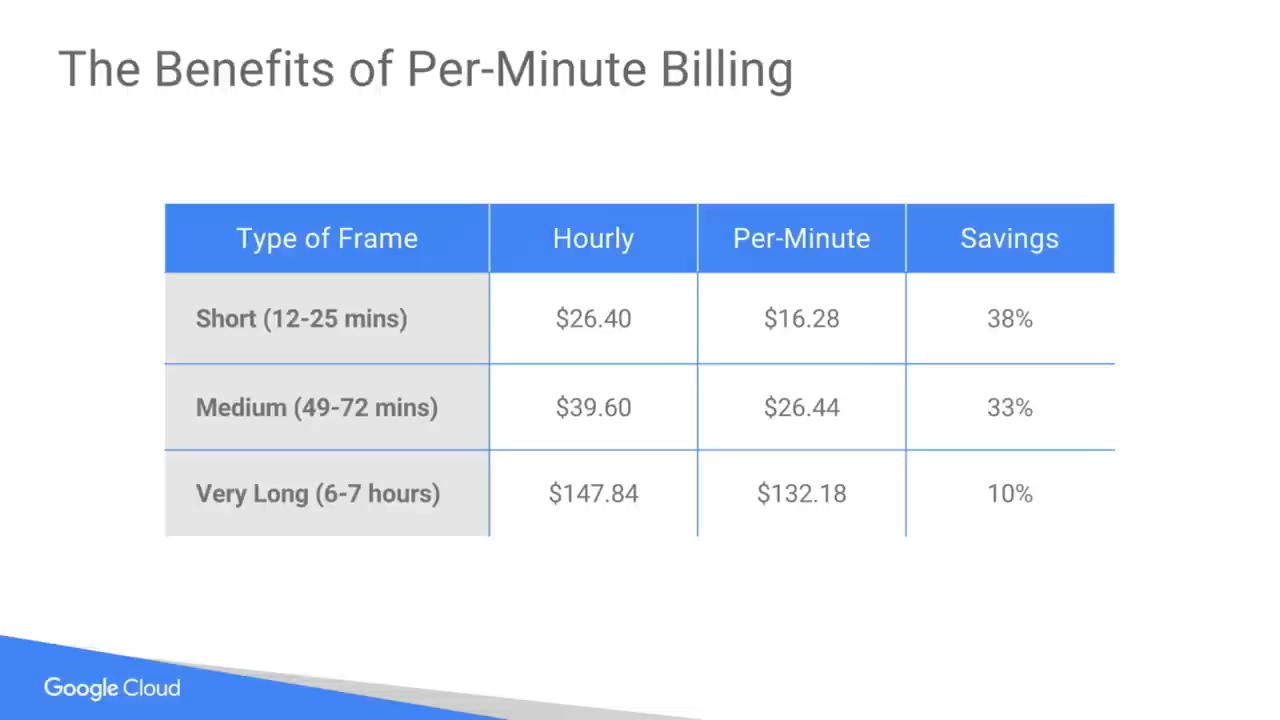 The Benefits of Per-Minute Billing
Type of Frame Hourly Per-Minute Savings
Short (12-25 mins) $26.40 $16.28 38%
Medium (49-72 mins) $39.60 $26.44 33%
Very Long (6-7 hours) $147.84 $132.18 10%
Google Cloud